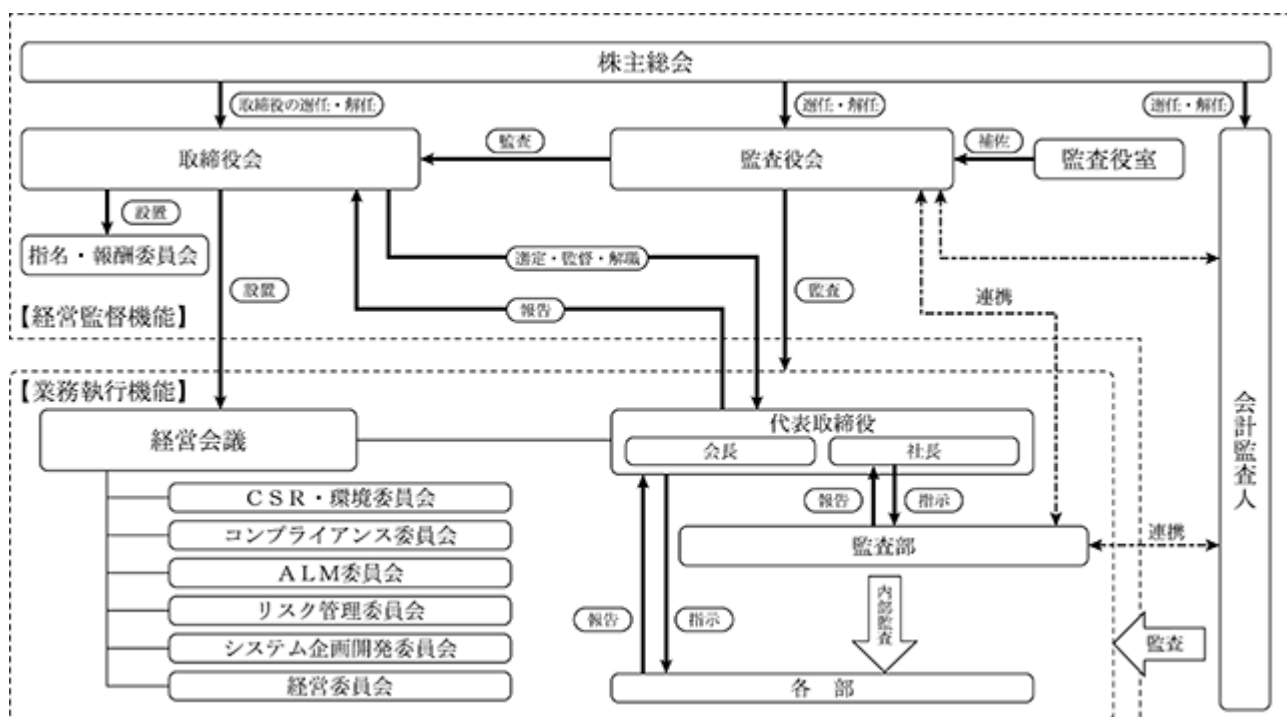 株主総会
取締役の選任・解任
選任・解任
選任・解任
取締役会
監査
監査役会
補佐
監査役室
設置
指名・報酬委員会
選定・監督・解職
設置
監査
報告
連携
【経営監督機能】
【業務執行機能】
経営会議
代表取締役
会長
社長
会計監査人
CSR・環境委員会
報告
指示
コンプライアンス委員会
監査部
連携
ALM委員会
内部監査
リスク管理委員会
報告
指示
システム企画開発委員会
監査
経営委員会
各 部